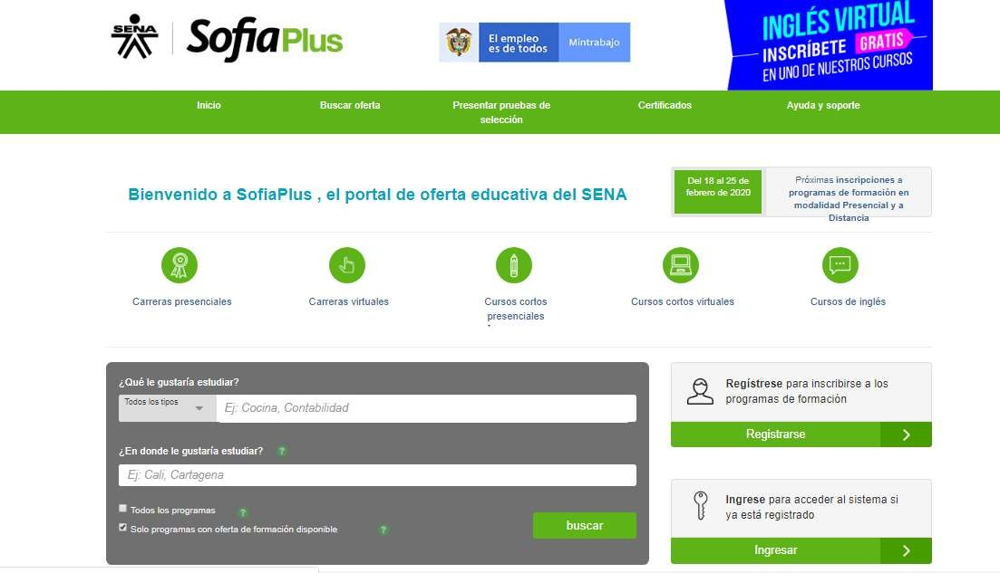 SENA
SofiaPlus
El empleo
es de todos
Mintrabajo
INGLÉS VIRTUAL
INSCRÍBETE GRATIS
EN UNO DE NUESTROS CURSOS
Inicio
Buscar oferta
Presentar pruebas de
selección
Certificados
Ayuda y soporte
Bienvenido a SofiaPlus , el portal de oferta educativa del SENA
Del 18 al 25 de
febrero de 2020
Próximas inscripciones a
programas de formación en
modalidad Presencial y a
Distancia
Carreras presenciales
Carreras virtuales
Cursos cortos
presenciales
Cursos cortos virtuales
Cursos de inglés
¿Qué le gustaría estudiar?
Todos los tipos
Ej: Cocina, Contabilidad
¿En donde le gustaría estudiar? ?
Ej: Cali, Cartagena
Todos los programas ?
Solo programas con oferta de formación disponible ?
buscar
Regístrese para inscribirse a los
programas de formación
Registrarse
Ingrese para acceder al sistema si
ya está registrado
Ingresar